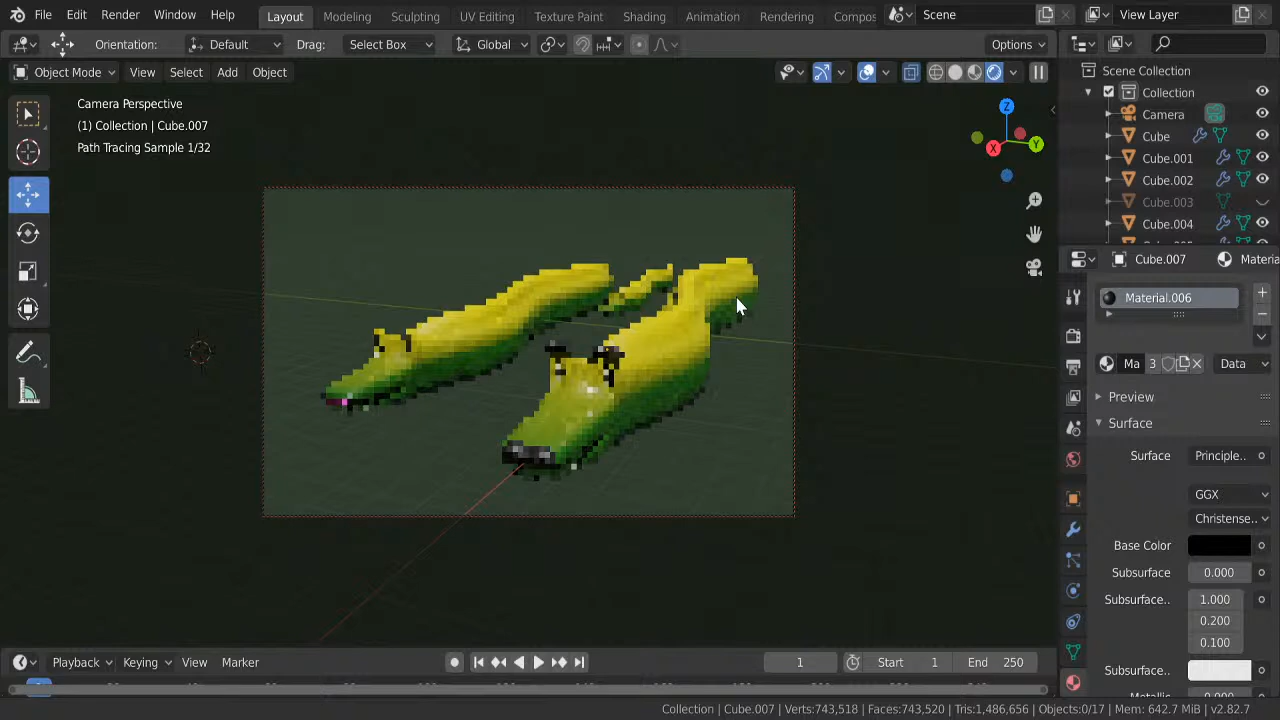 File Edit Render Window Help Layout Modeling Sculpting UV Editing Texture Paint Shading Animation Rendering Compos Scene View Layer
Orientation: Default Drag: Select Box Global Options
Object Mode View Select Add Object
Scene Collection
Collection
Camera
Cube
Cube.001
Cube.002
Cube.003
Cube.004
Camera Perspective
(1) Collection | Cube.007
Path Tracing Sample 1/32
Z
X
Y
Cube.007 Materia
Material.006
Ma 3 Data
Preview
Surface
Surface Principle..
GGX
Christense..
Base Color
Subsurface 0.000
Subsurface.. 1.000
0.200
0.100
Subsurface..
Playback Keying View Marker 1 Start 1 End 250
Collection | Cube.007 | Verts:743,518 | Faces:743,520 | Tris:1,486,656 | Objects:0/17 | Mem: 642.7 MiB | v2.82.7